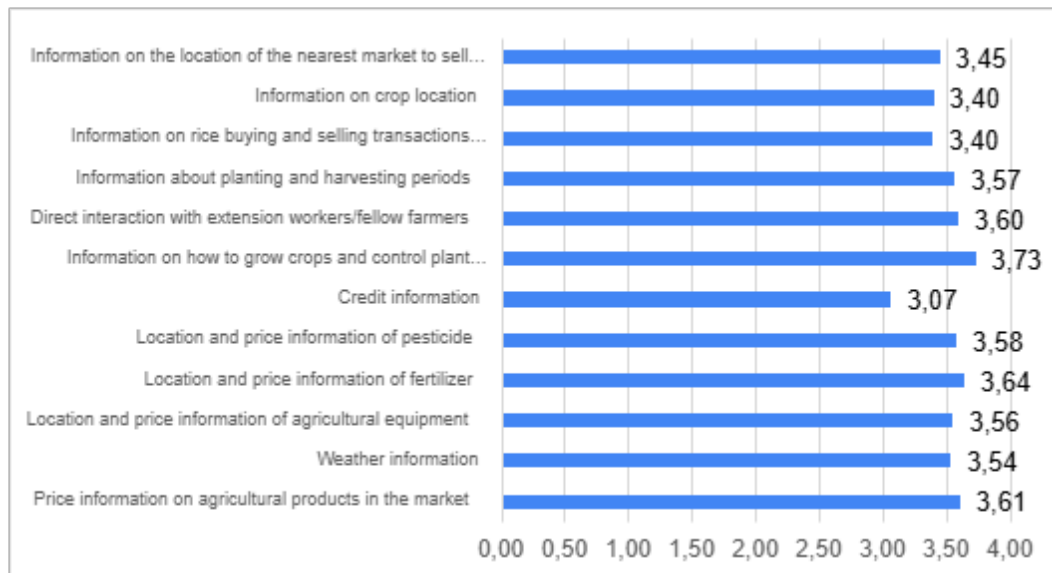 Information on the location of the nearest market to sell...
3,45
Information on crop location
3,40
Information on rice buying and selling transactions...
3,40
Information about planting and harvesting periods
3,57
Direct interaction with extension workers/fellow farmers
3,60
Information on how to grow crops and control plant...
3,73
Credit information
3,07
Location and price information of pesticide
3,58
Location and price information of fertilizer
3,64
Location and price information of agricultural equipment
3,56
Weather information
3,54
Price information on agricultural products in the market
3,61
0,00 0,50 1,00 1,50 2,00 2,50 3,00 3,50 4,00